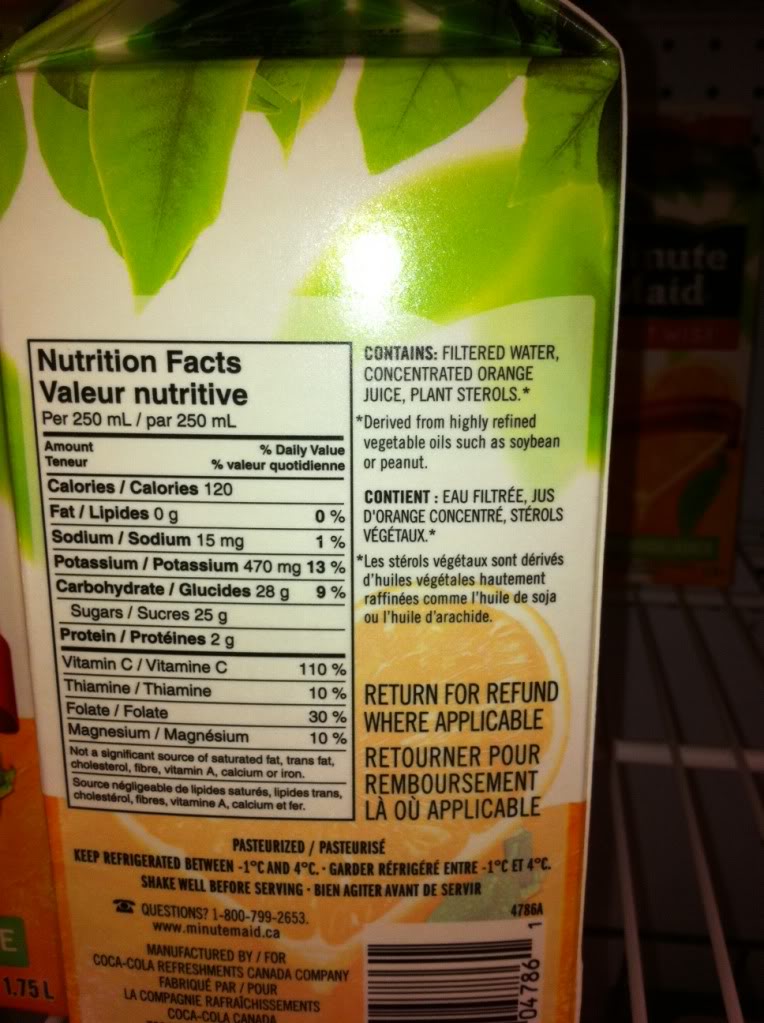 Nutrition Facts
Valeur nutritive
Per 250 mL / par 250 mL
Amount
Teneur
% Daily Value
% valeur quotidienne
Calories / Calories 120
Fat / Lipides 0 g 0 %
Sodium / Sodium 15 mg 1 %
Potassium / Potassium 470 mg 13 %
Carbohydrate / Glucides 28 g 9 %
Sugars / Sucres 25 g
Protein / Protéines 2 g
Vitamin C / Vitamine C 110 %
Thiamine / Thiamine 10 %
Folate / Folate 30 %
Magnesium / Magnésium 10 %
Not a significant source of saturated fat, trans fat,
cholesterol, fibre, vitamin A, calcium or iron.
Source négligeable de lipides saturés, lipides trans,
cholestérol, fibres, vitamine A, calcium et fer.
CONTAINS: FILTERED WATER,
CONCENTRATED ORANGE
JUICE, PLANT STEROLS.*
*Derived from highly refined
vegetable oils such as soybean
or peanut.
CONTIENT : EAU FILTRÉE, JUS
D'ORANGE CONCENTRÉ, STÉROLS
VÉGÉTAUX.*
*Les stérols végétaux sont dérivés
d'huiles végétales hautement
raffinées comme l'huile de soja
ou l'huile d'arachide.
RETURN FOR REFUND
WHERE APPLICABLE
RETOURNER POUR
REMBOURSEMENT
LÀ OÙ APPLICABLE
PASTEURIZED / PASTEURISÉ
KEEP REFRIGERATED BETWEEN -1°C AND 4°C. · GARDER RÉFRIGÉRÉ ENTRE -1°C ET 4°C.
SHAKE WELL BEFORE SERVING · BIEN AGITER AVANT DE SERVIR
QUESTIONS? 1-800-799-2653.
www.minutemaid.ca
MANUFACTURED BY / FOR
COCA-COLA REFRESHMENTS CANADA COMPANY
FABRIQUÉ PAR / POUR
LA COMPAGNIE RAFRAÎCHISSEMENTS
COCA-COLA CANADA
4786A
04786 1
E
1.75 L
nute
aid